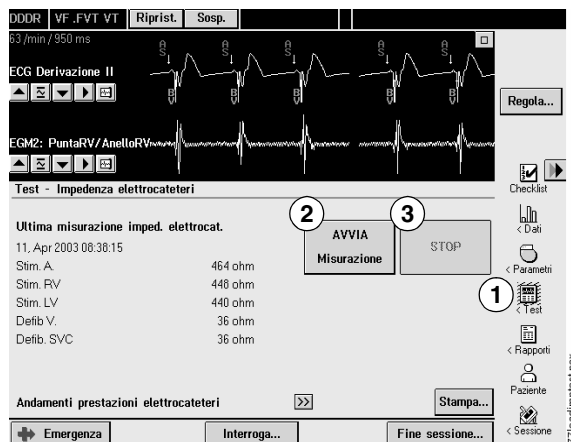 DDDR VF .FVT VT Riprist. Sosp.
63 /min / 950 ms
A S A S A S A S A S
ECG Derivazione II
B V B V B V B V B V
Regola...
EGM2: PuntaRV/AnelloRV
Checklist
Test - Impedenza elettrocateteri
2
3
Ultima misurazione imped. elettrocat.
AVVIA
Misurazione
STOP
< Dati
11, Apr 2003 08:38:15
Stim. A. 464 ohm
< Parametri
Stim. RV 448 ohm
1
Stim. LV 440 ohm
< Test
Defib V. 36 ohm
Defib. SVC 36 ohm
< Rapporti
Paziente
Andamenti prestazioni elettrocateteri >> Stampa...
Emergenza Interroga... Fine sessione... < Sessione